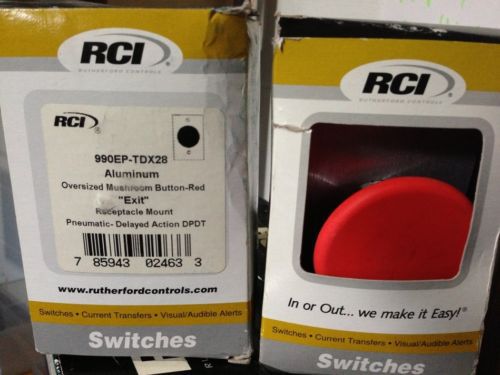 RCI®
RUTHERFORD CONTROLS
RCI®
990EP-TDX28
Aluminum
Oversized Mushroom Button-Red
"Exit"
Receptacle Mount
Pneumatic- Delayed Action DPDT
7 85943 02463 3
www.rutherfordcontrols.com
Switches • Current Transfers • Visual/Audible Alerts
Switches
RCI®
RUTHERFORD CONTROLS
In or Out... we make it Easy!®
Switches • Current Transfers • Visual/Audible Alerts
Switches